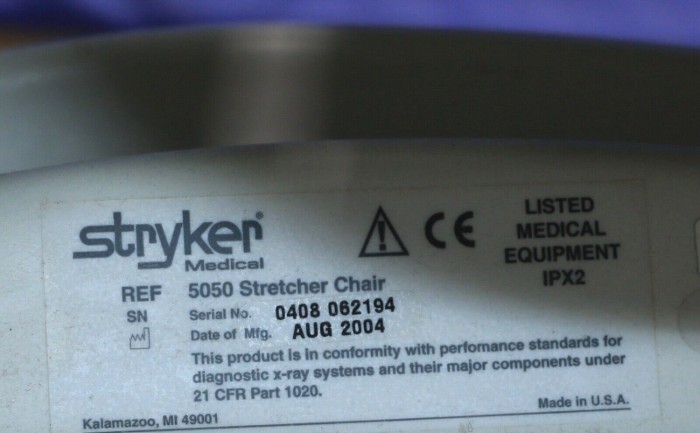 stryker®
Medical
CE
LISTED
MEDICAL
EQUIPMENT
IPX2
REF 5050 Stretcher Chair
SN Serial No. 0408 062194
Date of Mfg. AUG 2004
This product is in conformity with perfomance standards for
diagnostic x-ray systems and their major components under
21 CFR Part 1020.
Kalamazoo, MI 49001
Made in U.S.A.